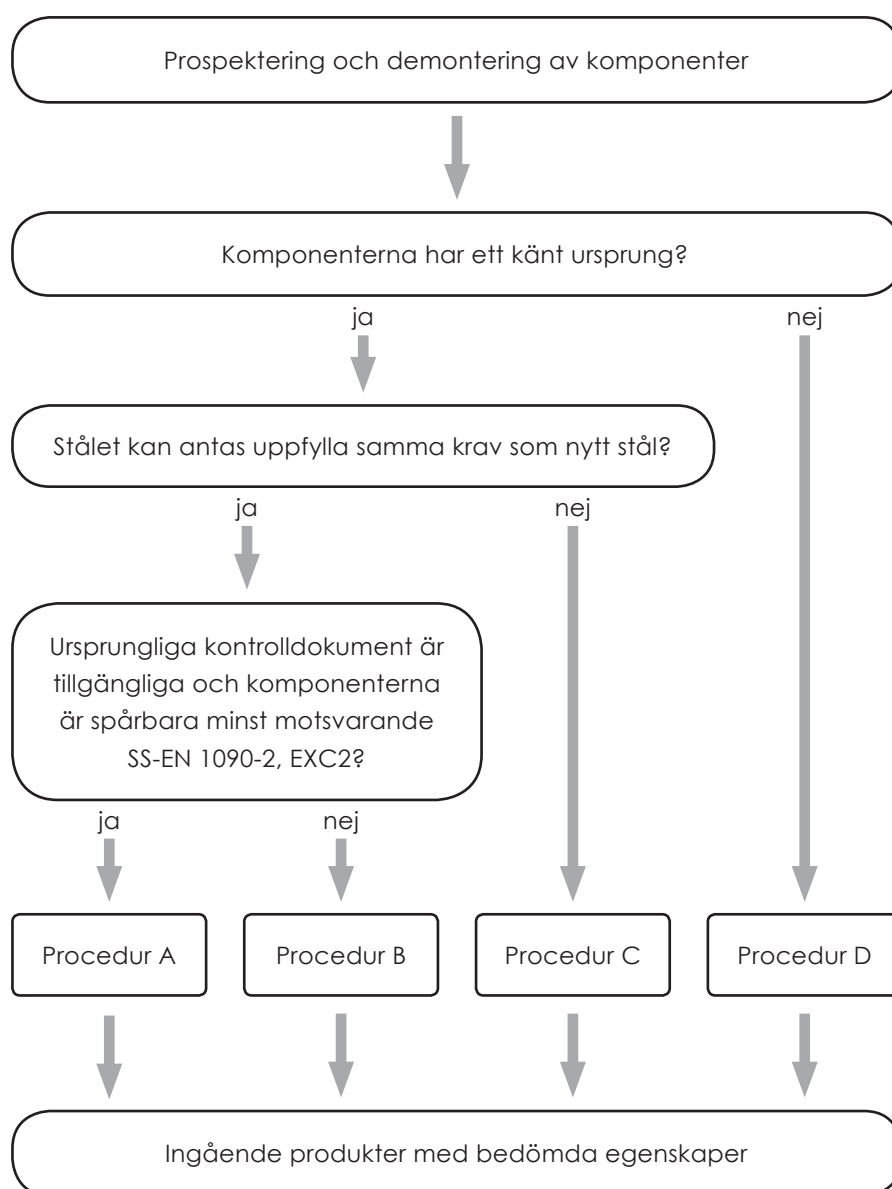 Prospektering och demontering av komponenter
Komponenterna har ett känt ursprung?
ja
nej
Stålet kan antas uppfylla samma krav som nytt stål?
ja
nej
Ursprungliga kontrolldokument är
tillgängliga och komponenterna
är spårbara minst motsvarande
SS-EN 1090-2, EXC2?
ja
nej
Procedur A
Procedur B
Procedur C
Procedur D
Ingående produkter med bedömda egenskaper